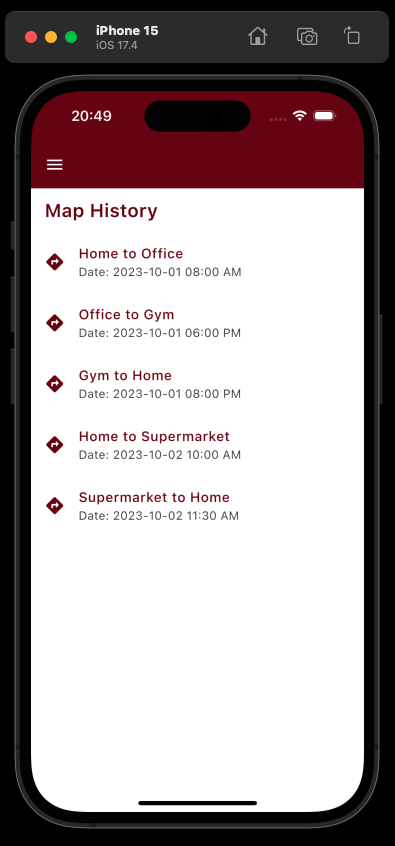 iPhone 15
iOS 17.4
20:49
Map History
Home to Office
Date: 2023-10-01 08:00 AM
Office to Gym
Date: 2023-10-01 06:00 PM
Gym to Home
Date: 2023-10-01 08:00 PM
Home to Supermarket
Date: 2023-10-02 10:00 AM
Supermarket to Home
Date: 2023-10-02 11:30 AM